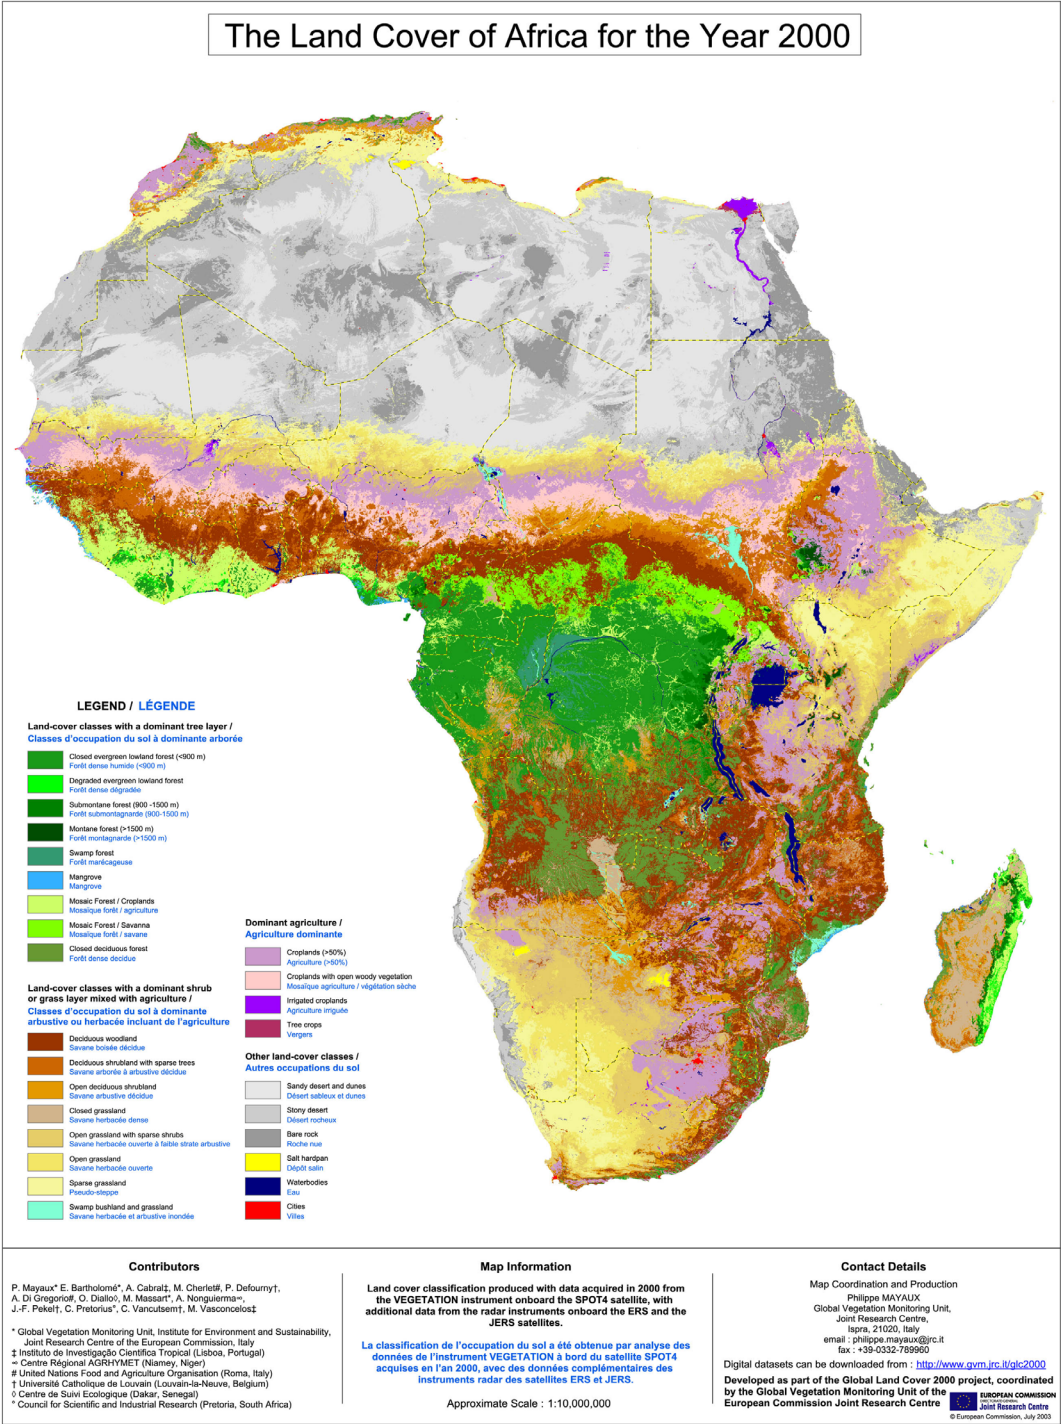 The Land Cover of Africa for the Year 2000
LEGEND / LÉGENDE
Land-cover classes with a dominant tree layer /
Classes d'occupation du sol à dominante arborée
Closed evergreen lowland forest (<900 m)
Forêt dense humide (<900 m)
Degraded evergreen lowland forest
Forêt dense dégradée
Submontane forest (900 -1500 m)
Forêt submontagnarde (900-1500 m)
Montane forest (>1500 m)
Forêt montagnarde (>1500 m)
Swamp forest
Forêt marécageuse
Mangrove
Mangrove
Mosaic Forest / Croplands
Mosaïque forêt / agriculture
Mosaic Forest / Savanna
Mosaïque forêt / savane
Closed deciduous forest
Forêt dense decidue
Land-cover classes with a dominant shrub
or grass layer mixed with agriculture /
Classes d'occupation du sol à dominante
arbustive ou herbacée incluant de l'agriculture
Deciduous woodland
Savane boisée décidue
Deciduous shrubland with sparse trees
Savane arborée à arbustive décidue
Open deciduous shrubland
Savane arbustive décidue
Closed grassland
Savane herbacée dense
Open grassland with sparse shrubs
Savane herbacée ouverte à faible strate arbustive
Open grassland
Savane herbacée ouverte
Sparse grassland
Pseudo-steppe
Swamp bushland and grassland
Savane herbacée et arbustive inondée
Dominant agriculture /
Agriculture dominante
Croplands (>50%)
Agriculture (>50%)
Croplands with open woody vegetation
Mosaïque agriculture / végétation sèche
Irrigated croplands
Agriculture irriguée
Tree crops
Vergers
Other land-cover classes /
Autres occupations du sol
Sandy desert and dunes
Désert sableux et dunes
Stony desert
Désert rocheux
Bare rock
Roche nue
Salt hardpan
Dépôt salin
Waterbodies
Eau
Cities
Villes
Contributors
P. Mayaux* E. Bartholomé*, A. Cabral‡, M. Cherlet#, P. Defourny†,
A. Di Gregorio#, O. Diallo◊, M. Massart*, A. Nonguierma∞,
J.-F. Pekel†, C. Pretorius°, C. Vancutsem†, M. Vasconcelos‡
* Global Vegetation Monitoring Unit, Institute for Environment and Sustainability,
Joint Research Centre of the European Commission, Italy
‡ Instituto de Investigação Científica Tropical (Lisboa, Portugal)
∞ Centre Régional AGRHYMET (Niamey, Niger)
# United Nations Food and Agriculture Organisation (Roma, Italy)
† Université Catholique de Louvain (Louvain-la-Neuve, Belgium)
◊ Centre de Suivi Ecologique (Dakar, Senegal)
° Council for Scientific and Industrial Research (Pretoria, South Africa)
Map Information
Land cover classification produced with data acquired in 2000 from
the VEGETATION instrument onboard the SPOT4 satellite, with
additional data from the radar instruments onboard the ERS and the
JERS satellites.
La classification de l'occupation du sol a été obtenue par analyse des
données de l'instrument VEGETATION à bord du satellite SPOT4
acquises en l'an 2000, avec des données complémentaires des
instruments radar des satellites ERS et JERS.
Approximate Scale : 1:10,000,000
Contact Details
Map Coordination and Production
Philippe MAYAUX
Global Vegetation Monitoring Unit,
Joint Research Centre,
Ispra, 21020, Italy
email : philippe.mayaux@jrc.it
fax : +39-0332-789960
Digital datasets can be downloaded from : http://www.gvm.jrc.it/glc2000
Developed as part of the Global Land Cover 2000 project, coordinated
by the Global Vegetation Monitoring Unit of the
European Commission Joint Research Centre
EUROPEAN COMMISSION
DIRECTORATE-GENERAL
Joint Research Centre
© European Commission, July 2003